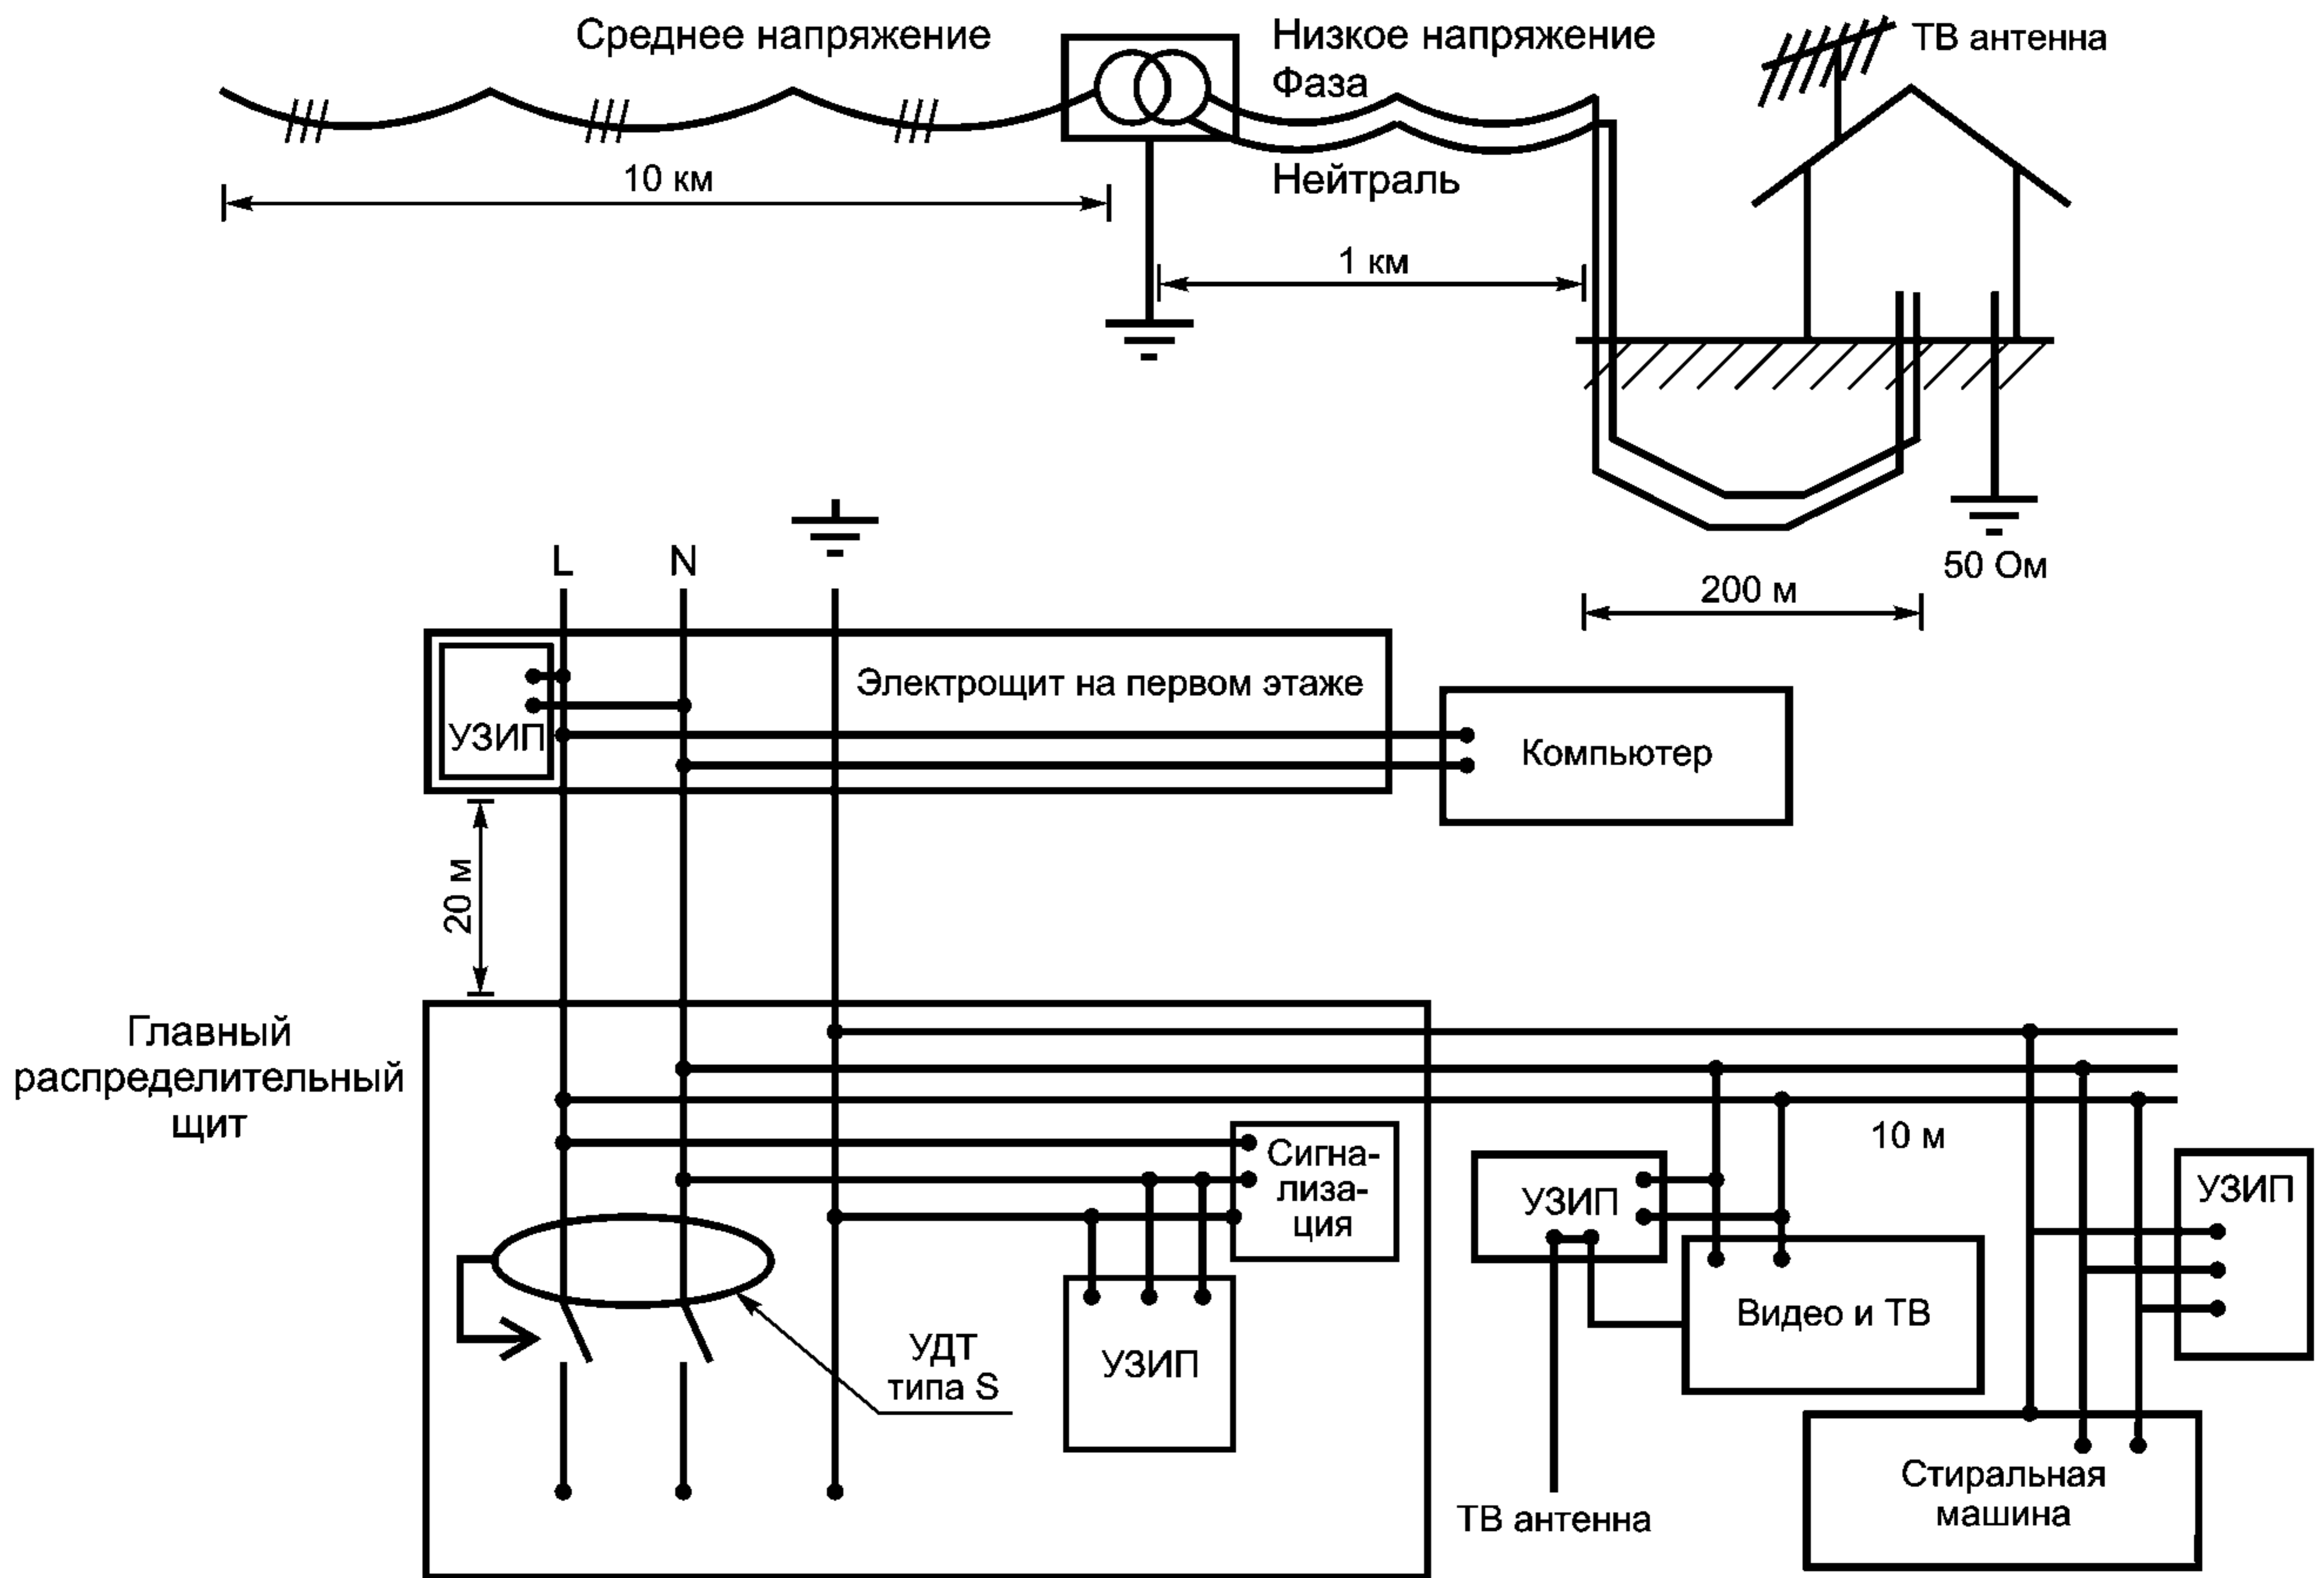 Среднее напряжение
Низкое напряжение
Фаза
ТВ антенна
10 км
Нейтраль
1 км
50 Ом
200 м
L
N
Электрощит на первом этаже
УЗИП
Компьютер
20 м
Главный
распределительный
щит
10 м
Сигна-
лиза-
ция
УЗИП
УЗИП
Видео и ТВ
УДТ
типа S
УЗИП
Стиральная
машина
ТВ антенна